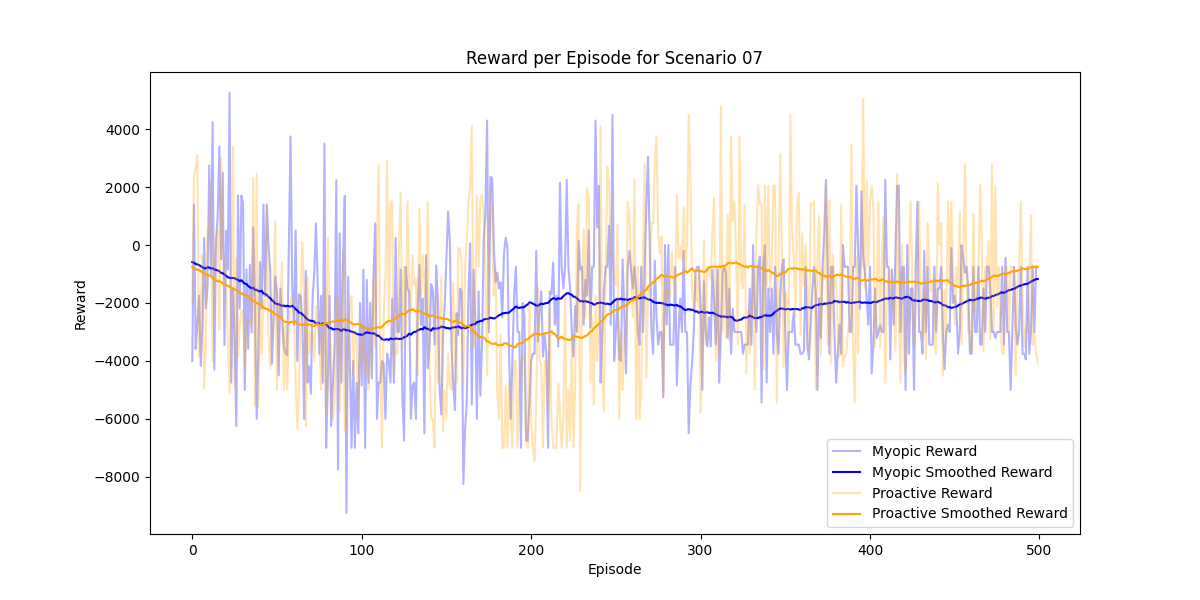 Reward per Episode for Scenario 07
Reward
4000
2000
0
−2000
−4000
−6000
−8000
0 100 200 300 400 500
Episode
Myopic Reward
Myopic Smoothed Reward
Proactive Reward
Proactive Smoothed Reward